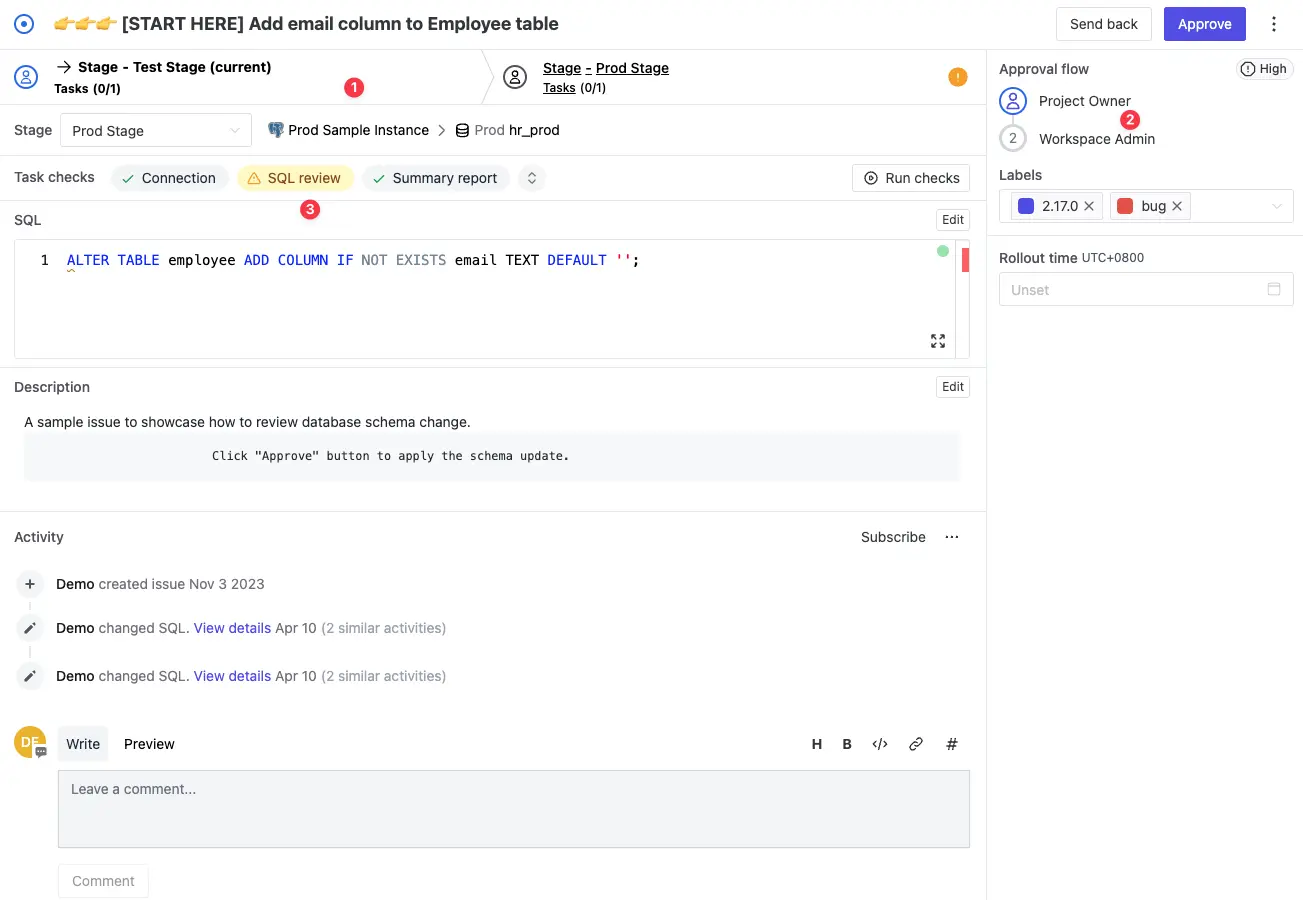 👉👉👉 [START HERE] Add email column to Employee table
Send back
Approve
→ Stage - Test Stage (current)
Tasks (0/1)
1
Stage - Prod Stage
Tasks (0/1)
Stage
Prod Stage
Prod Sample Instance > Prod hr_prod
Task checks
Connection
SQL review
Summary report
Run checks
3
SQL
Edit
1 ALTER TABLE employee ADD COLUMN IF NOT EXISTS email TEXT DEFAULT '';
Description
Edit
A sample issue to showcase how to review database schema change.
Click "Approve" button to apply the schema update.
Activity
Subscribe
Demo created issue Nov 3 2023
Demo changed SQL. View details Apr 10 (2 similar activities)
Demo changed SQL. View details Apr 10 (2 similar activities)
DE
Write
Preview
H B </> #
Leave a comment...
Comment
Approval flow
High
Project Owner
2
2 Workspace Admin
Labels
2.17.0
bug
Rollout time UTC+0800
Unset